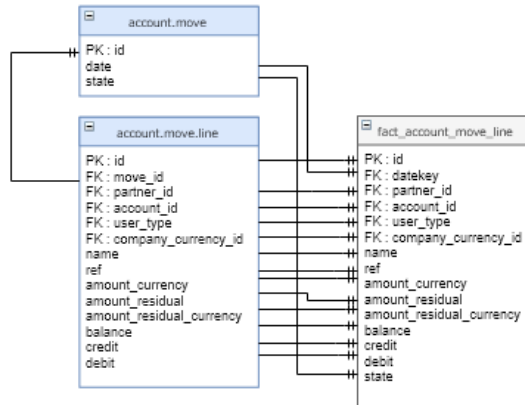 account.move
PK : id
date
state
account.move.line
PK : id
FK : move_id
FK : partner_id
FK : account_id
FK : user_type
FK : company_currency_id
name
ref
amount_currency
amount_residual
amount_residual_currency
balance
credit
debit
fact_account_move_line
PK : id
FK : datekey
FK : partner_id
FK : account_id
FK : user_type
FK : company_currency_id
name
ref
amount_currency
amount_residual
amount_residual_currency
balance
credit
debit
state